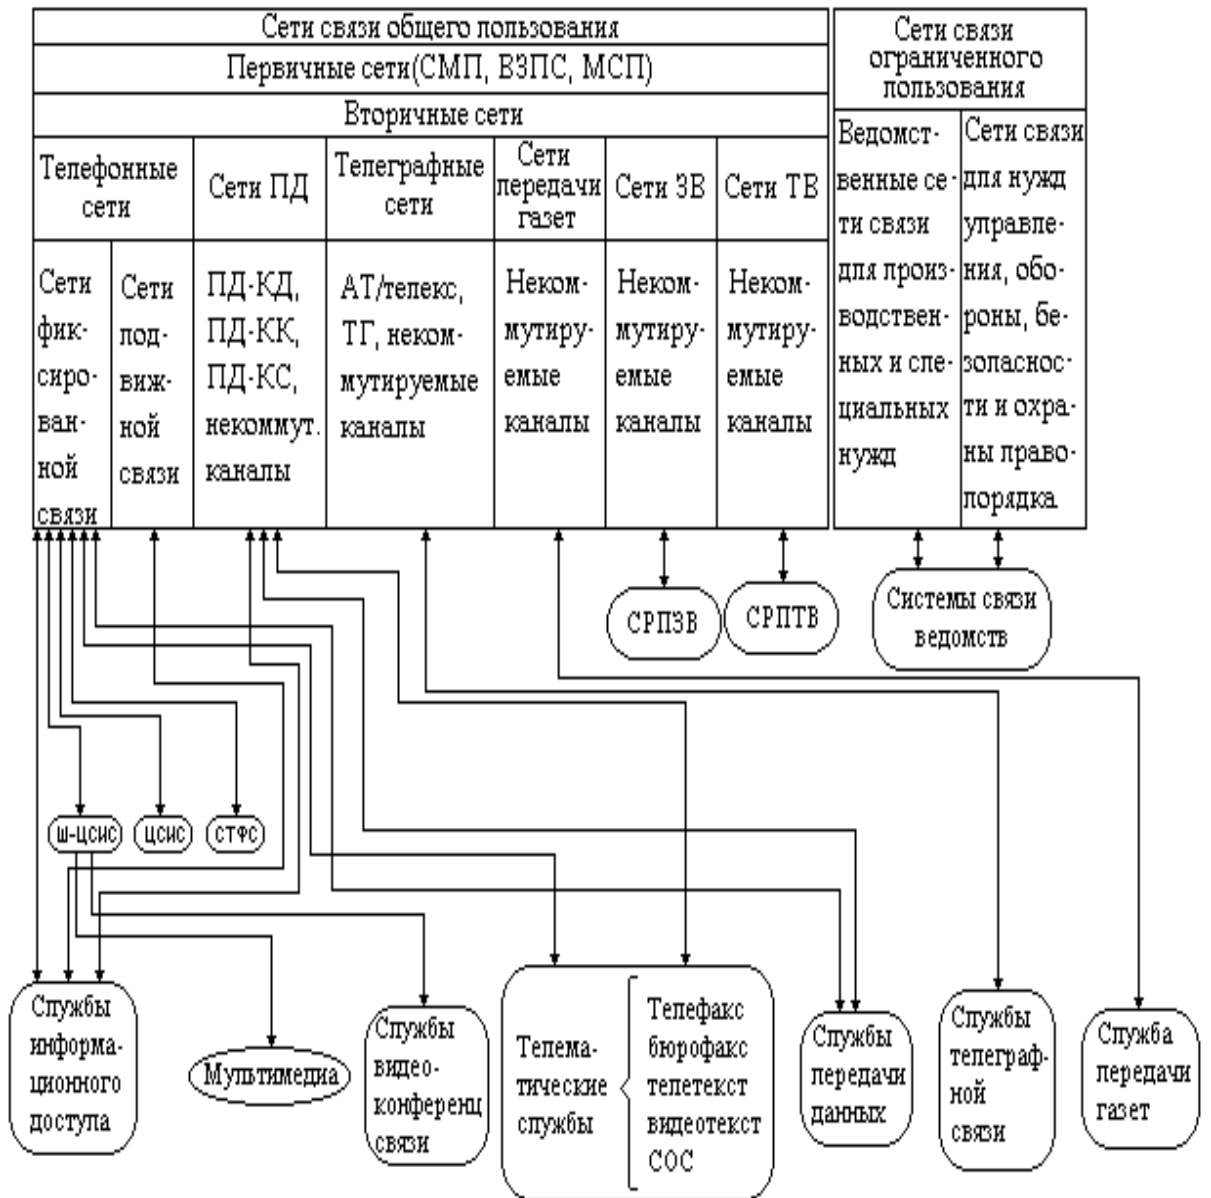 Сети связи общего пользования
Первичные сети(СМП, ВЗПС, МСП)
Вторичные сети
Телефонные
сети
Сети ПД
Телеграфные
сети
Сети
передачи
газет
Сети ЗВ
Сети ТВ
Сети
фик-
сиро-
ван-
ной
связи
Сети
под-
виж-
ной
связи
ПД-КД,
ПД-КК,
ПД-КС,
некоммут.
каналы
АТ/телекс,
ТГ, неком-
мутируемые
каналы
Неком-
мутиру-
емые
каналы
Неком-
мутиру-
емые
каналы
Неком-
мутиру-
емые
каналы
Сети связи
ограниченного
пользования
Ведомст-
венные се-
ти связи
для произ-
водствен-
ных и спе-
циальных
нужд
Сети связи
для нужд
управле-
ния, обо-
роны, бе-
зопаснос-
ти и охра-
ны право-
порядка
СРПЗВ
СРПТВ
Системы связи
ведомств
Ш-ЦСИС
ЦСИС
СТФС
Службы
информа-
ционного
доступа
Мультимедиа
Службы
видео-
конференц
связи
Телема-
тические
службы
Телефакс
бюрофакс
телетекст
видеотекст
СОС
Службы
передачи
данных
Службы
телеграф-
ной
связи
Служба
передачи
газет